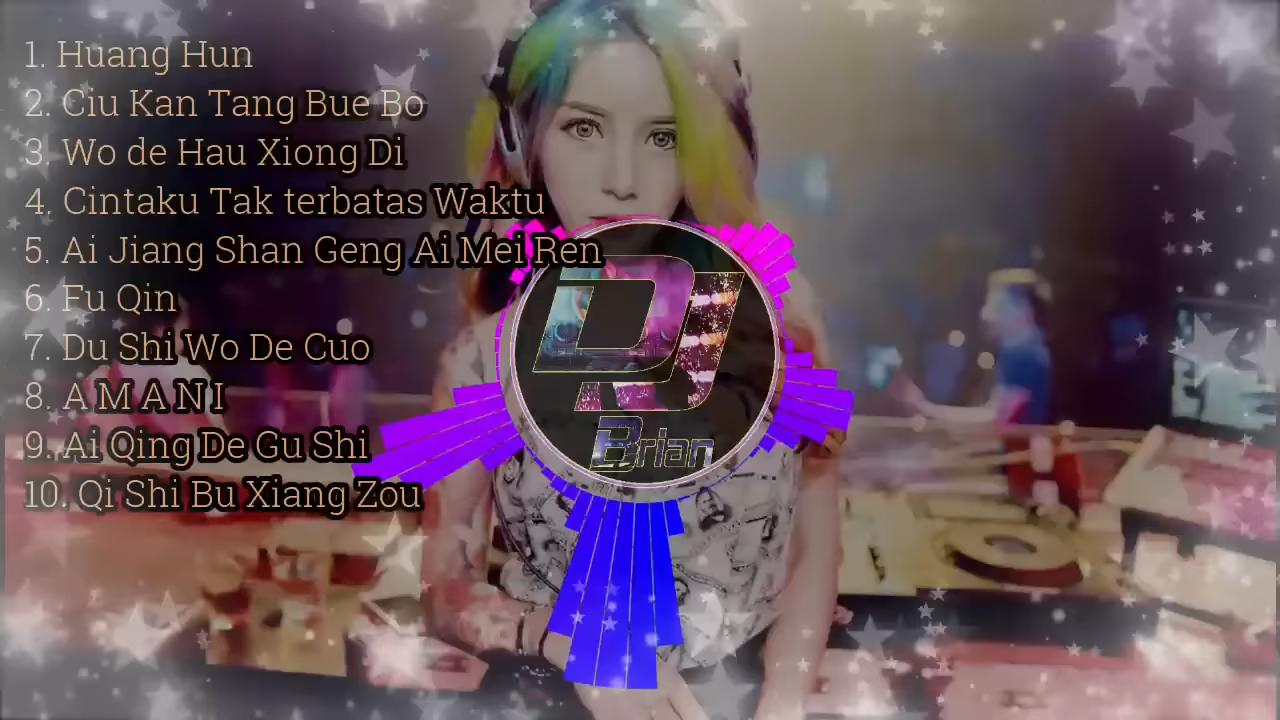 1. Huang Hun
2. Ciu Kan Tang Bue Bo
3. Wo de Hau Xiong Di
4. Cintaku Tak terbatas Waktu
5. Ai Jiang Shan Geng Ai Mei Ren
6. Fu Qin
7. Du Shi Wo De Cuo
8. A M A N I
9. Ai Qing De Gu Shi
10. Qi Shi Bu Xiang Zou
DJ
Brian